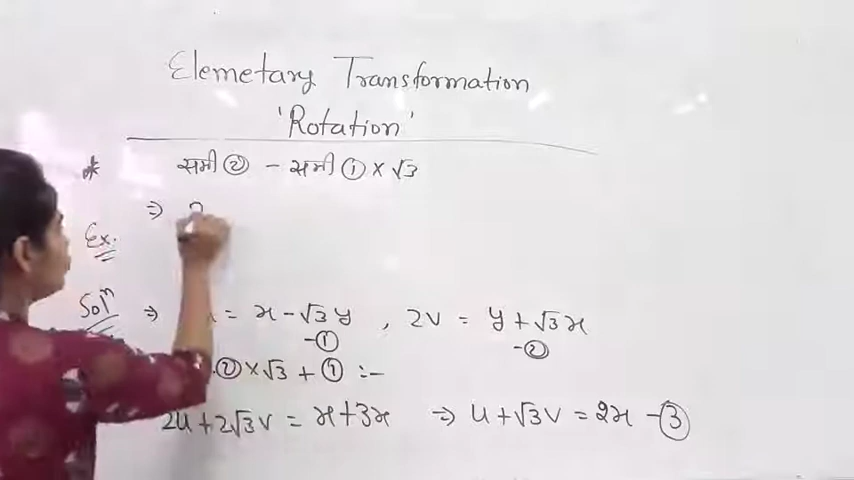 Elemetary Transformation
'Rotation'
* समी ② - समी ① × √3
⇒
Ex.
Solⁿ ⇒ = x - √3y , 2v = y + √3x
-① -②
② × √3 + ① :-
2u + 2√3v = x + 3x ⇒ u + √3v = 2x -③